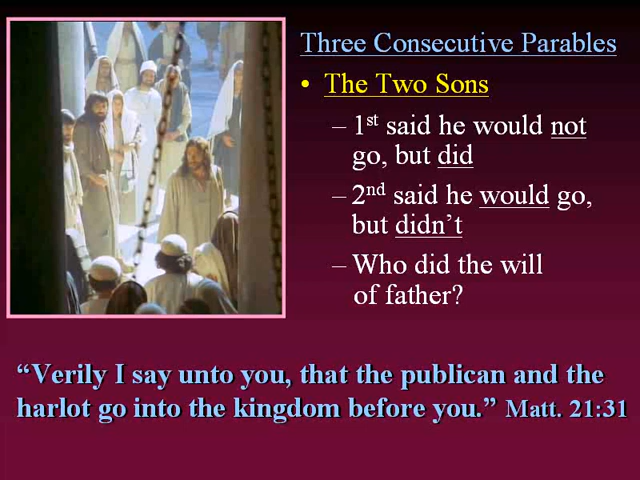 Three Consecutive Parables
• The Two Sons
– 1st said he would not
go, but did
– 2nd said he would go,
but didn’t
– Who did the will
of father?
“Verily I say unto you, that the publican and the
harlot go into the kingdom before you.” Matt. 21:31